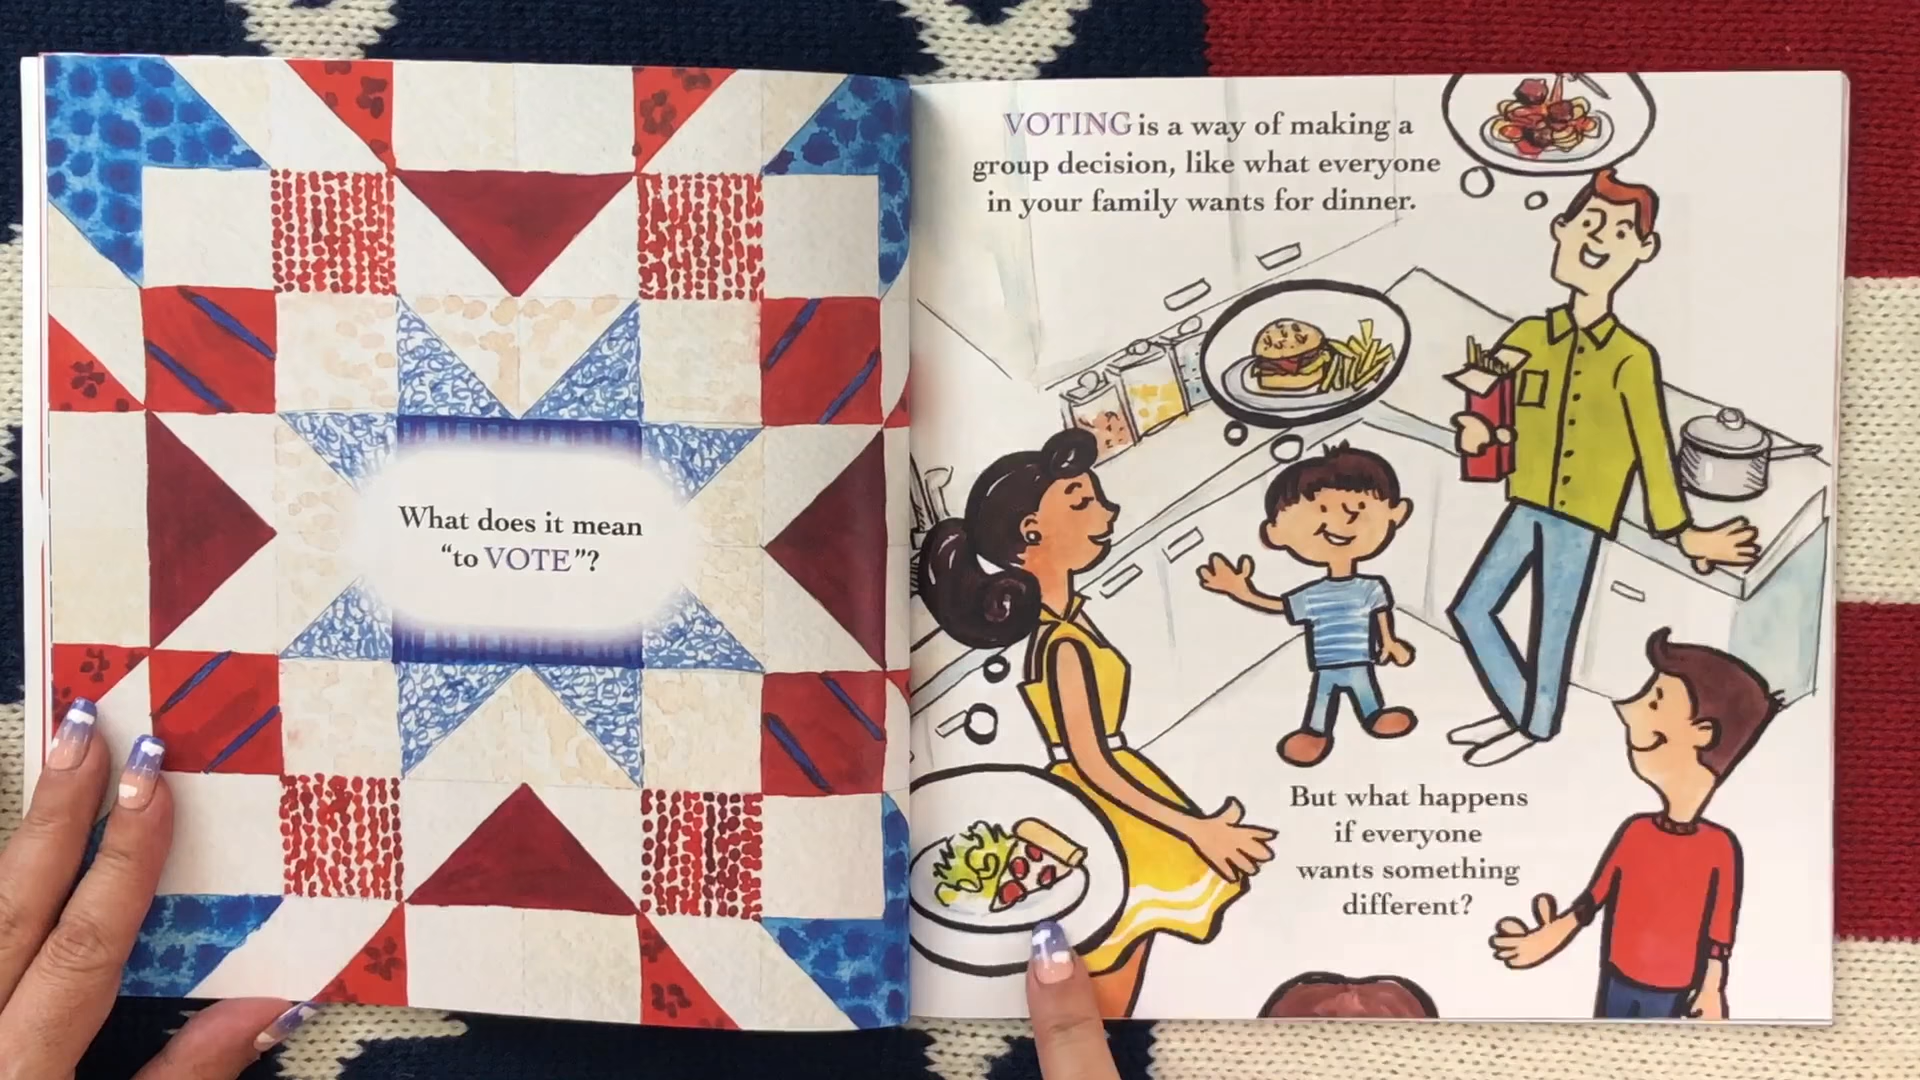 What does it mean
“to VOTE”?
VOTING is a way of making a
group decision, like what everyone
in your family wants for dinner.
But what happens
if everyone
wants something
different?